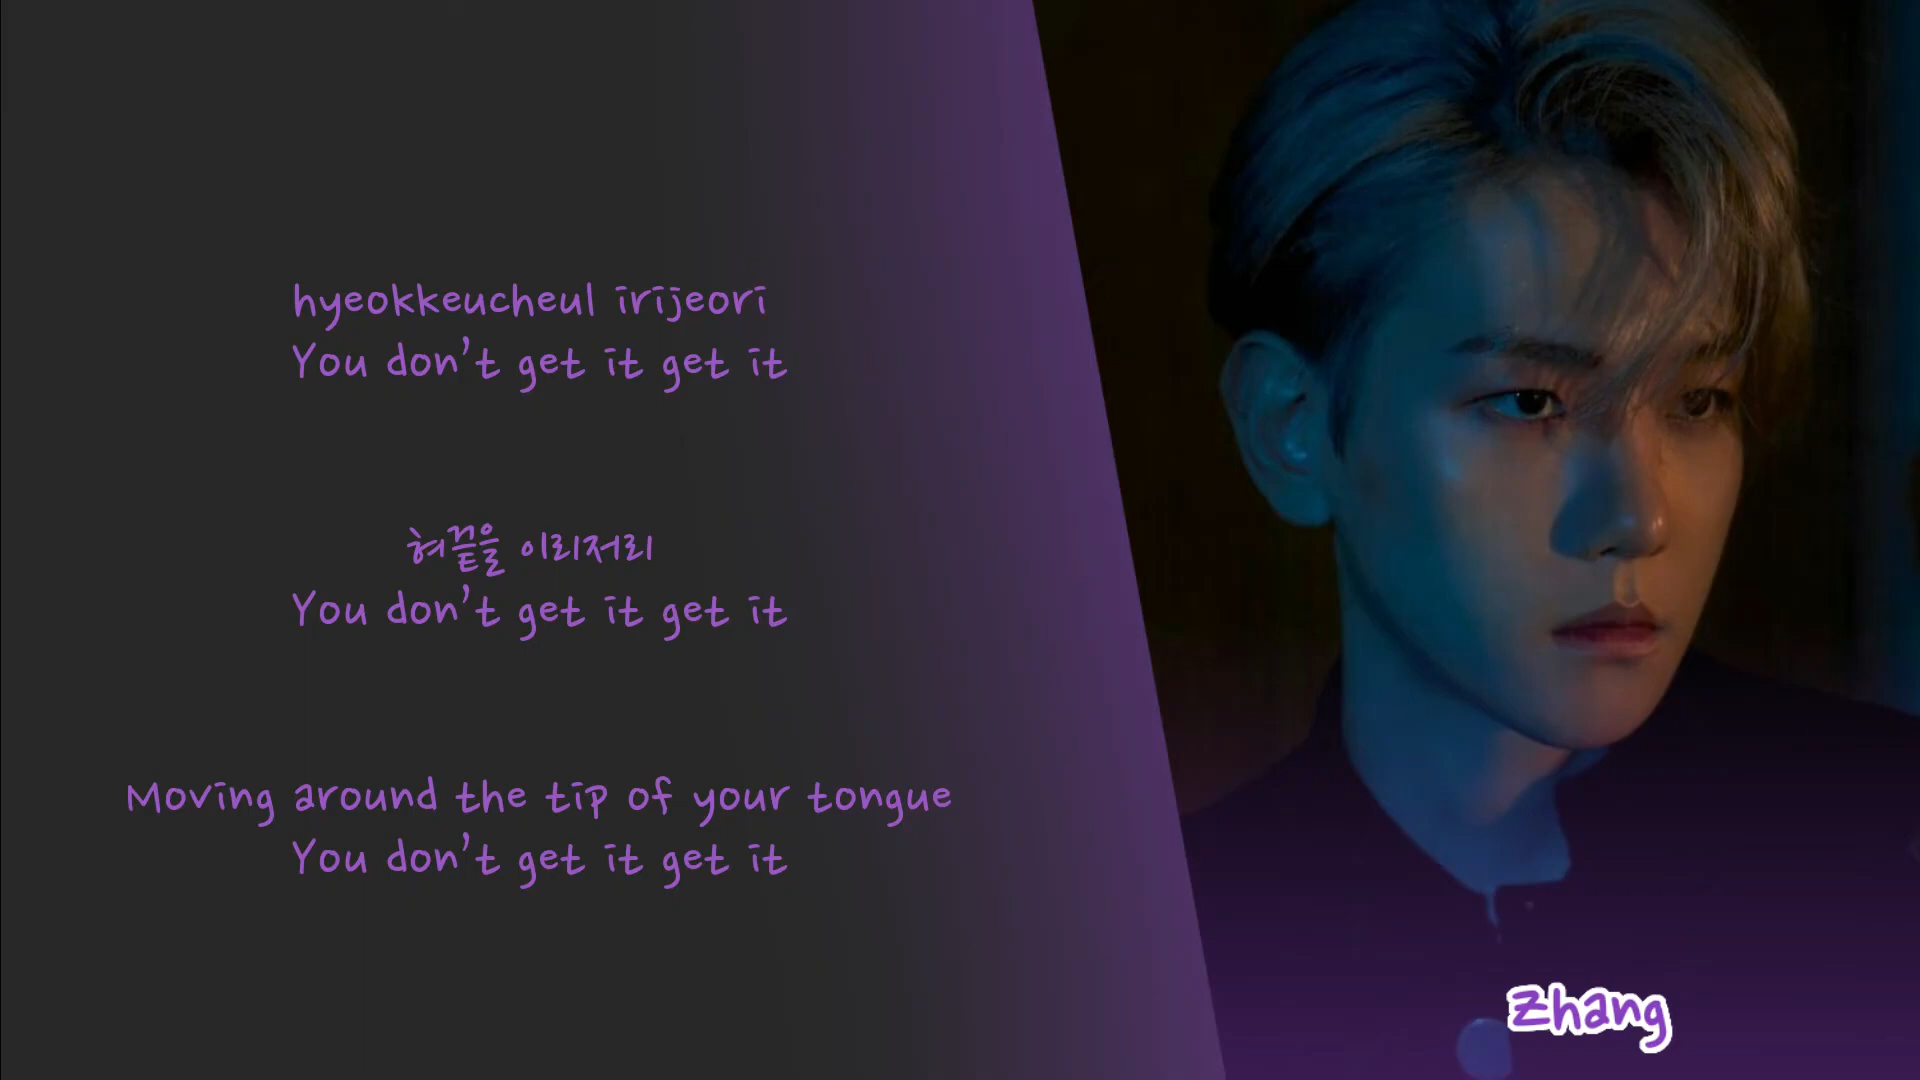 hyeokkeucheul irijeori
You don't get it get it
혀끝을 이리저리
You don't get it get it
Moving around the tip of your tongue
You don't get it get it
Zhang